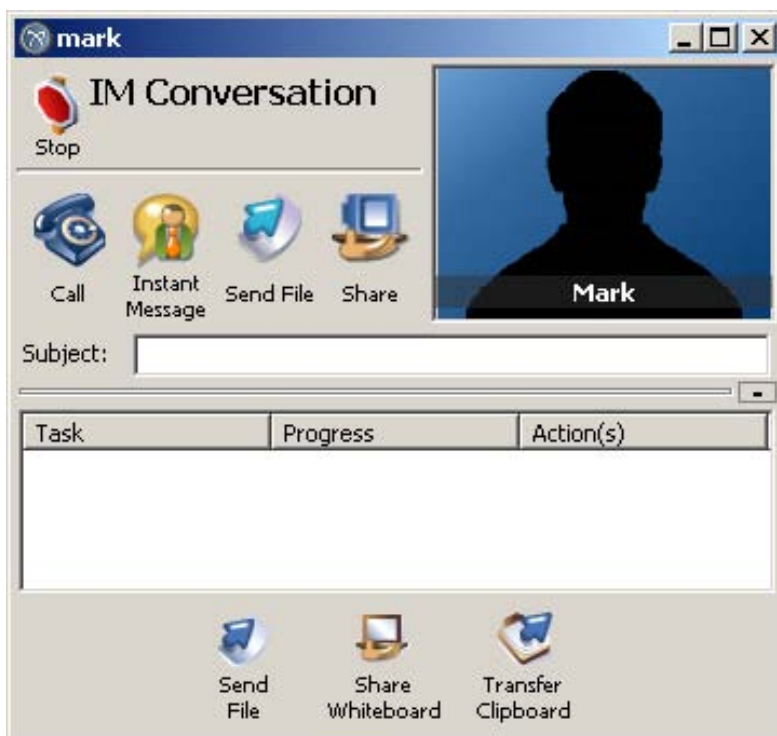 mark
IM Conversation
Stop
Call
Instant
Message
Send File
Share
Mark
Subject:
Task Progress Action(s)
Send
File
Share
Whiteboard
Transfer
Clipboard